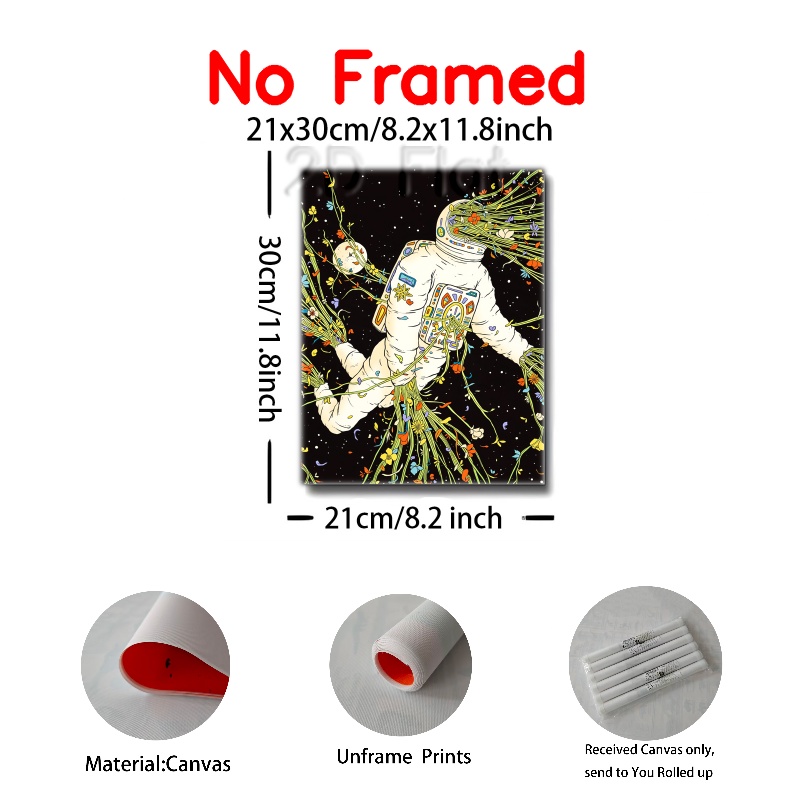 No Framed
21x30cm/8.2x11.8inch
2D Flat
30cm/11.8inch
21cm/8.2 inch
Material:Canvas
Unframe Prints
Received Canvas only,
send to You Rolled up